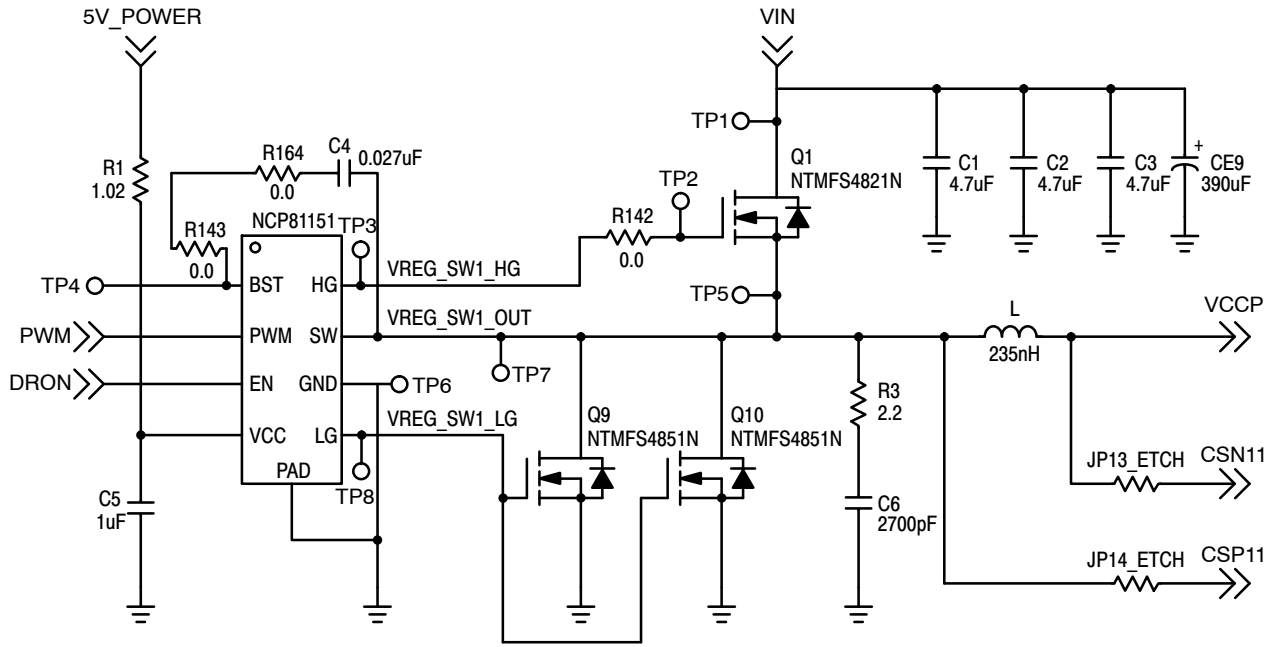 5V_POWER
VIN
TP1
R1
1.02
R164
0.0
C4
0.027uF
Q1
NTMFS4821N
C1
4.7uF
C2
4.7uF
C3
4.7uF
+
CE9
390uF
TP2
R143
0.0
NCP81151
TP3
R142
0.0
TP4
BST
HG
VREG_SW1_HG
TP5
PWM
PWM
SW
VREG_SW1_OUT
L
235nH
VCCP
DRON
EN
GND
TP6
TP7
R3
2.2
VCC
LG
VREG_SW1_LG
Q9
NTMFS4851N
Q10
NTMFS4851N
PAD
TP8
C5
1uF
C6
2700pF
JP13_ETCH
CSN11
JP14_ETCH
CSP11